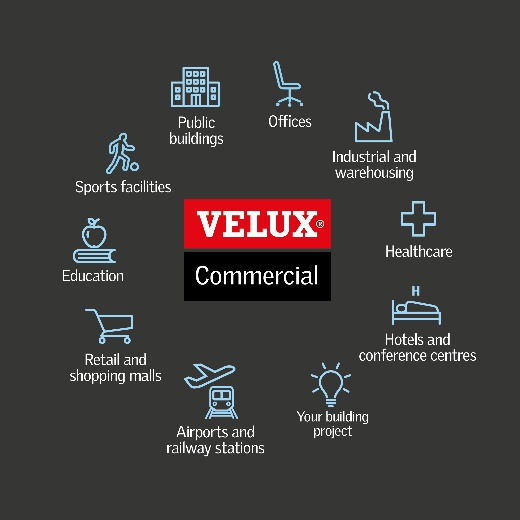 Public
buildings
Offices
Industrial and
warehousing
Sports facilities
VELUX®
Commercial
Healthcare
Education
H
Hotels and
conference centres
Retail and
shopping malls
Your building
project
Airports and
railway stations